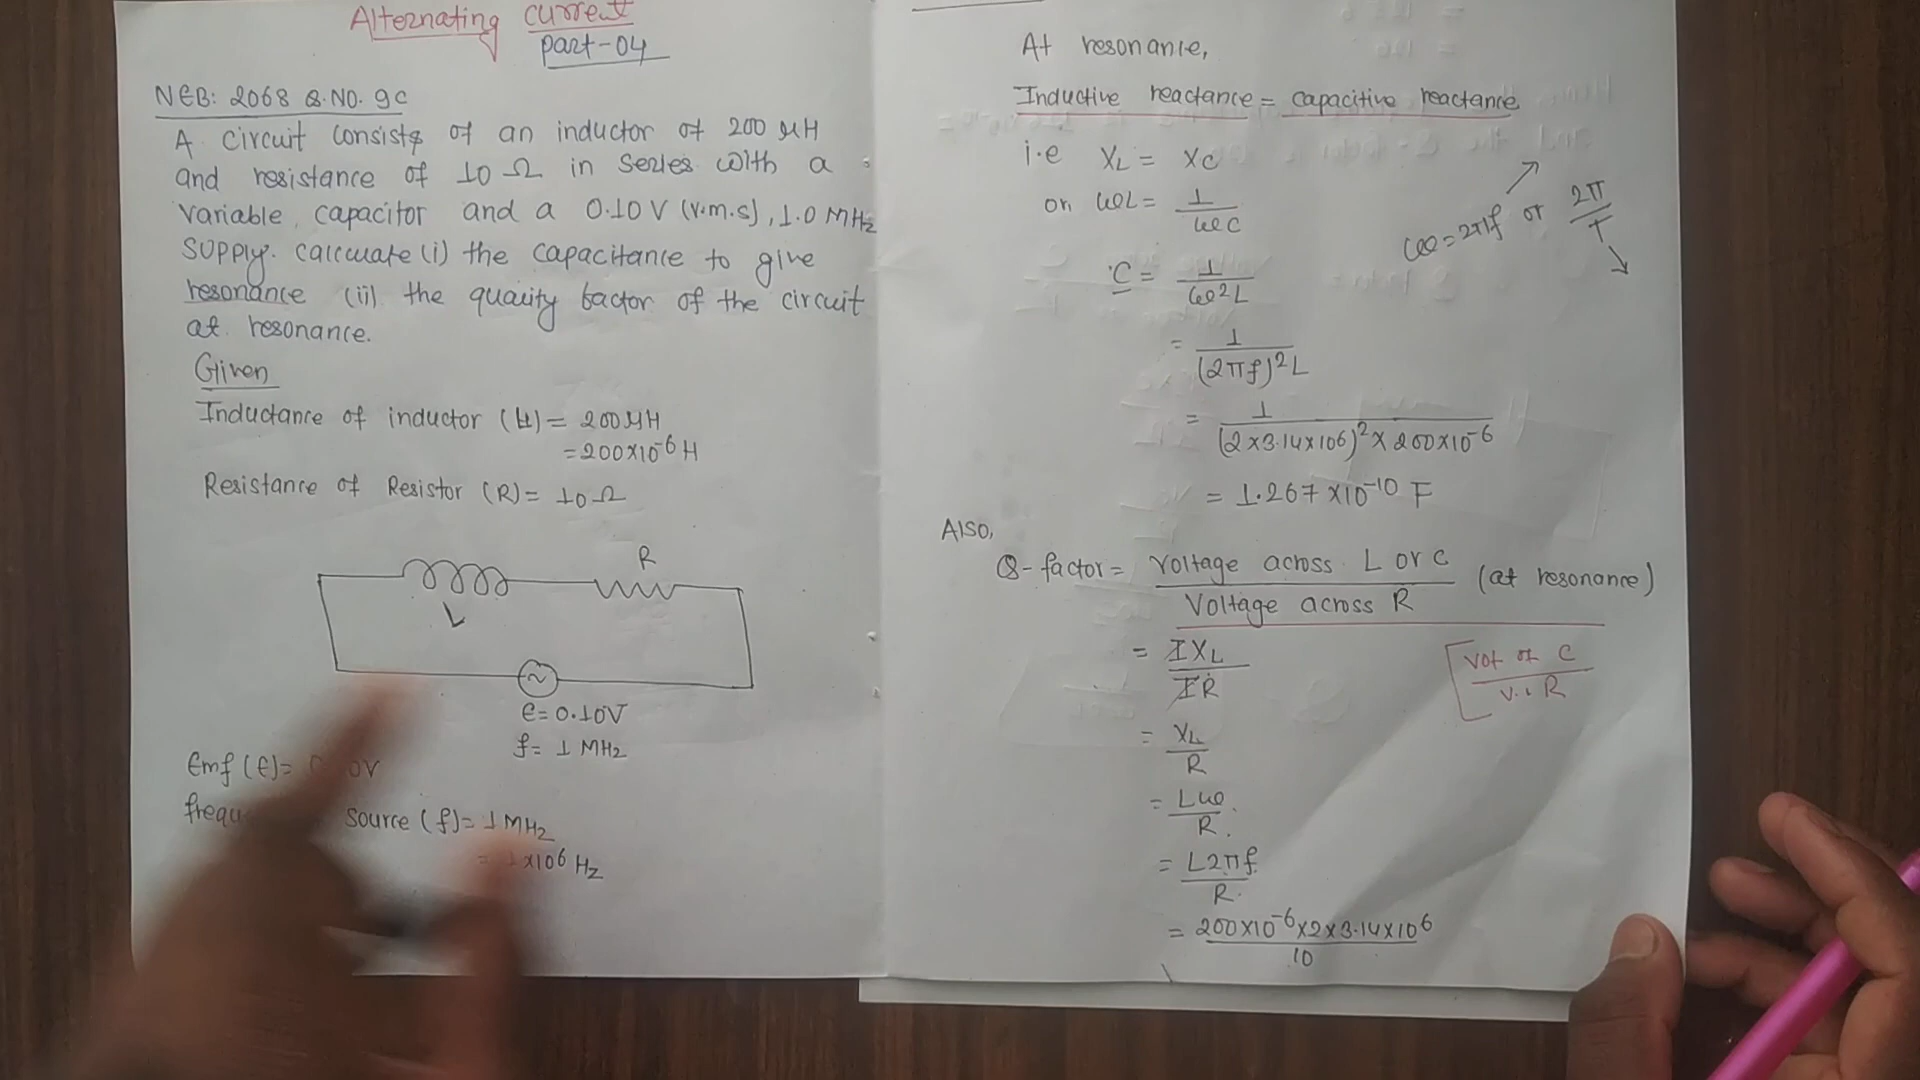 Alternating current
part-04
NEB: 2068 Q.NO. 9c
A circuit consists of an inductor of 200 μH
and resistance of 10 Ω in series with a
variable capacitor and a 0.10 V (r.m.s), 1.0 MHz
supply. calculate (i) the capacitance to give
resonance (ii) the quality factor of the circuit
at resonance.
Given
Inductance of inductor (L) = 200 μH
= 200×10⁻⁶ H
Resistance of Resistor (R) = 10 Ω
R
L
E = 0.10V
f = 1 MHz
Emf (E) =
source (f) = 1 MHz
= 1×10⁶ Hz
At resonance,
Inductive reactance = capacitive reactance
i.e XL = XC
or ωL = 1/ωC
ω = 2πf or 2π/T
C = 1/ω²L
= 1/(2πf)²L
= 1/(2×3.14×10⁶)²×200×10⁻⁶
= 1.267 ×10⁻¹⁰ F
Also,
Q-factor = Voltage across L or C / Voltage across R (at resonance)
= IXL/IR
Vot of C / V.. R
= XL/R
= Lω/R.
= L2πf/R.
= 200×10⁻⁶×2×3.14×10⁶/10